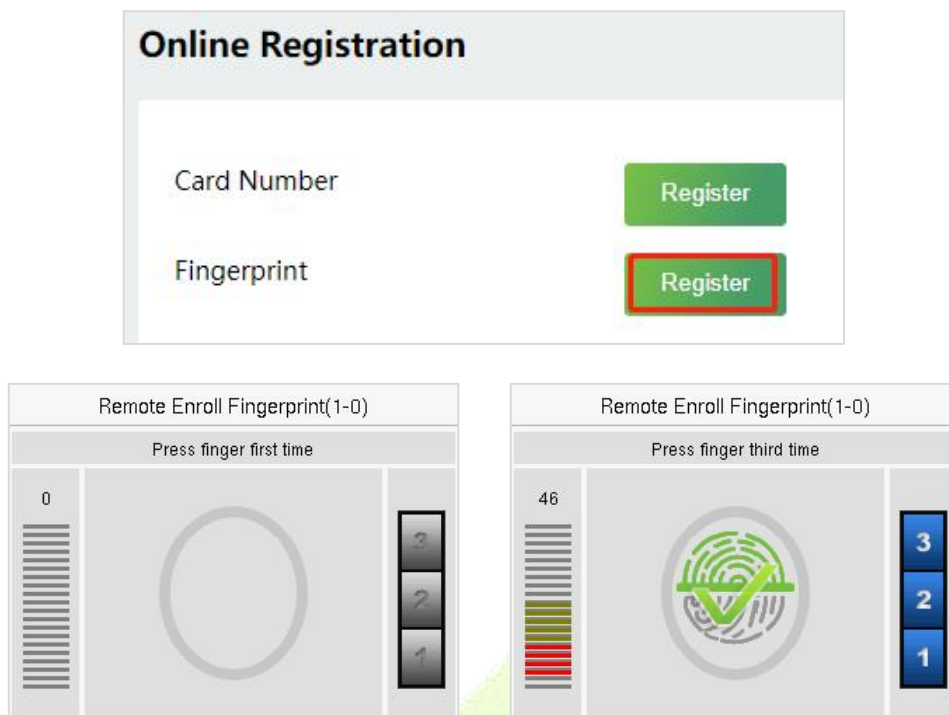 Online Registration
Card Number
Register
Fingerprint
Register
Remote Enroll Fingerprint(1-0)
Press finger first time
0
3
2
1
Remote Enroll Fingerprint(1-0)
Press finger third time
46
3
2
1